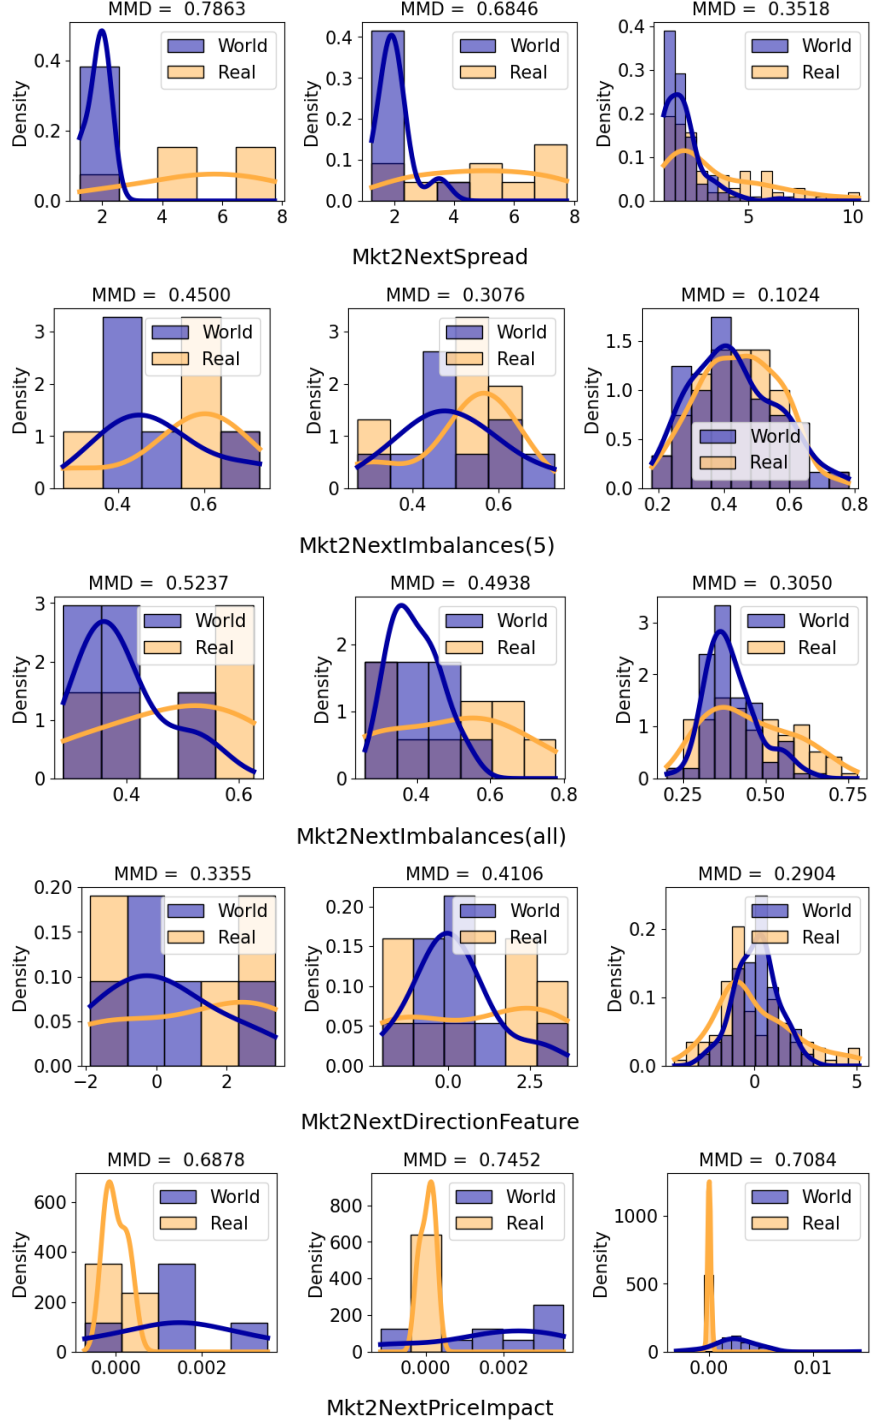 MMD = 0.7863
MMD = 0.6846
MMD = 0.3518
0.4
0.2
0.0
Density
World
Real
2
4
6
8
0.4
0.3
0.2
0.1
0.0
Density
World
Real
2
4
6
8
0.4
0.3
0.2
0.1
0.0
Density
World
Real
5
10
Mkt2NextSpread
MMD = 0.4500
MMD = 0.3076
MMD = 0.1024
3
2
1
0
Density
World
Real
0.4
0.6
3
2
1
0
Density
World
Real
0.4
0.6
1.5
1.0
0.5
0.0
Density
World
Real
0.2
0.4
0.6
0.8
Mkt2NextImbalances(5)
MMD = 0.5237
MMD = 0.4938
MMD = 0.3050
3
2
1
0
Density
World
Real
0.4
0.6
2
1
0
Density
World
Real
0.4
0.6
0.8
3
2
1
0
Density
World
Real
0.25
0.50
0.75
Mkt2NextImbalances(all)
MMD = 0.3355
MMD = 0.4106
MMD = 0.2904
0.20
0.15
0.10
0.05
0.00
Density
World
Real
−2
0
2
0.20
0.15
0.10
0.05
0.00
Density
World
Real
0.0
2.5
0.2
0.1
0.0
Density
World
Real
0
5
Mkt2NextDirectionFeature
MMD = 0.6878
MMD = 0.7452
MMD = 0.7084
600
400
200
0
Density
World
Real
0.000
0.002
800
600
400
200
0
Density
World
Real
0.000
0.002
1000
500
0
Density
World
Real
0.00
0.01
Mkt2NextPriceImpact